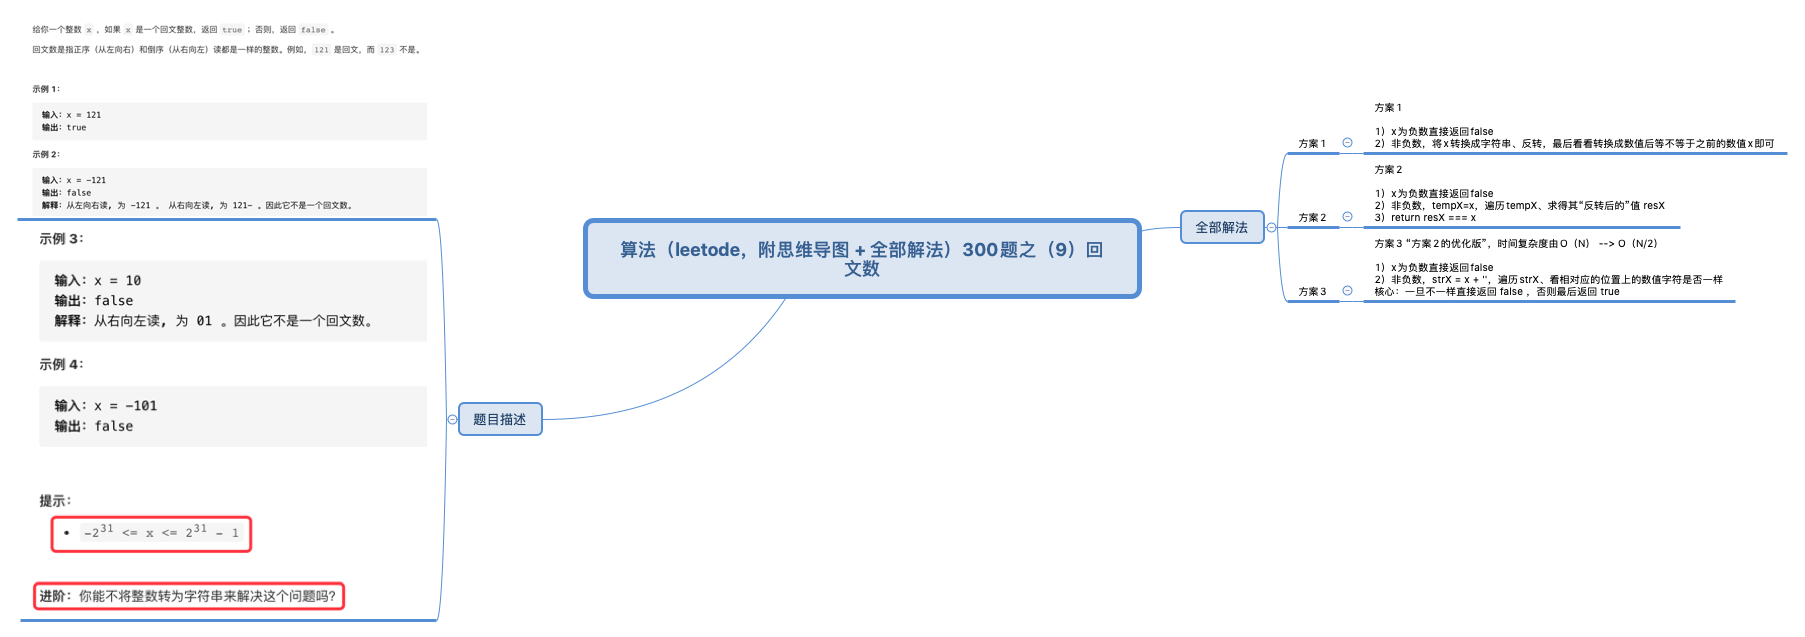 给你一个整数 x ，如果 x 是一个回文整数，返回 true ；否则，返回 false 。
回文数是指正序（从左向右）和倒序（从右向左）读都是一样的整数。例如，121 是回文，而 123 不是。
示例 1：
输入：x = 121
输出：true
示例 2：
输入：x = -121
输出：false
解释：从左向右读, 为 -121 。 从右向左读, 为 121- 。因此它不是一个回文数。
示例 3：
输入：x = 10
输出：false
解释：从右向左读, 为 01 。因此它不是一个回文数。
示例 4：
输入：x = -101
输出：false
提示：
• -2^31 <= x <= 2^31 - 1
进阶：你能不将整数转为字符串来解决这个问题吗？
题目描述
算法（leetode，附思维导图 + 全部解法）300题之（9）回
文数
全部解法
方案 1
方案 1
1）x为负数直接返回false
2）非负数，将x转换成字符串、反转，最后看看转换成数值后等不等于之前的数值x即可
方案 2
方案 2
1）x为负数直接返回false
2）非负数，tempX=x，遍历tempX、求得其“反转后的”值 resX
3）return resX === x
方案 3
方案 3 “方案 2 的优化版”，时间复杂度由 O（N） --> O（N/2）
1）x为负数直接返回false
2）非负数，strX = x + ''，遍历 strX、看相对应的位置上的数值字符是否一样
核心：一旦不一样直接返回 false ，否则最后返回 true